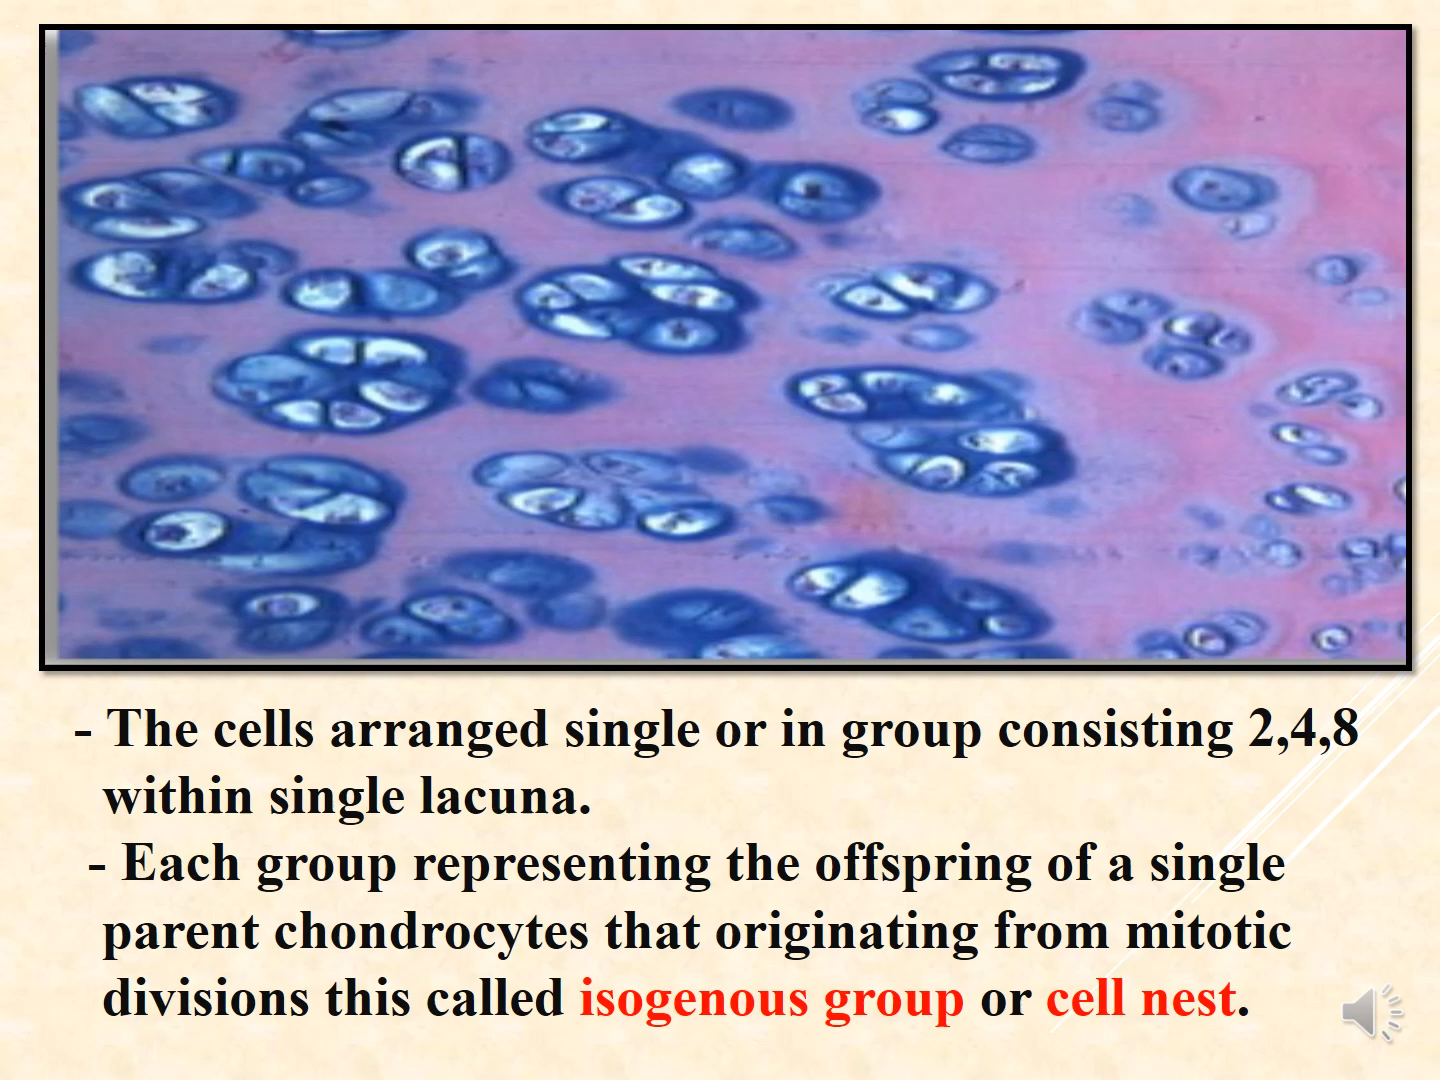 - The cells arranged single or in group consisting 2,4,8
within single lacuna.
- Each group representing the offspring of a single
parent chondrocytes that originating from mitotic
divisions this called isogenous group or cell nest.